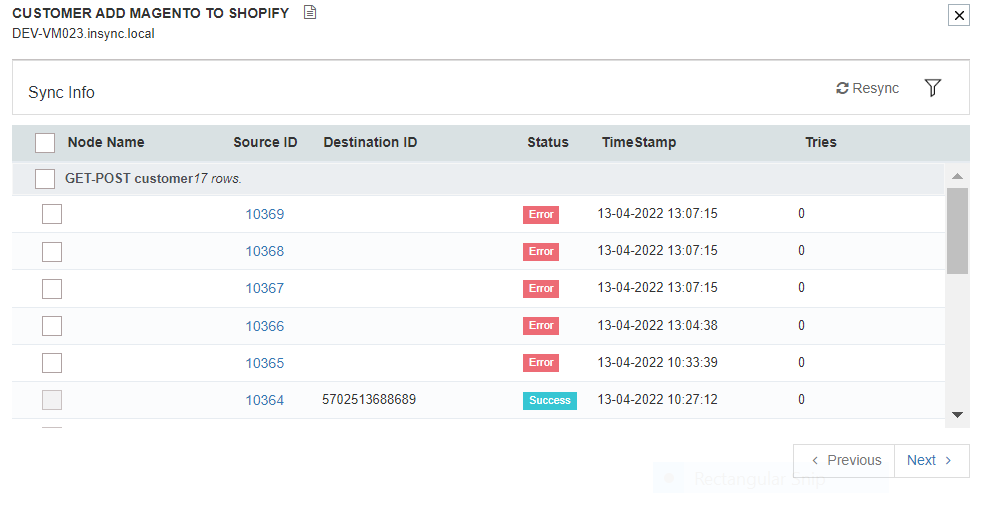 CUSTOMER ADD MAGENTO TO SHOPIFY
DEV-VM023.insync.local
Sync Info
Resync
Node Name Source ID Destination ID Status TimeStamp Tries
GET-POST customer17 rows.
10369 Error 13-04-2022 13:07:15 0
10368 Error 13-04-2022 13:07:15 0
10367 Error 13-04-2022 13:07:15 0
10366 Error 13-04-2022 13:04:38 0
10365 Error 13-04-2022 10:33:39 0
10364 5702513688689 Success 13-04-2022 10:27:12 0
Previous Next
Rectangular Snip